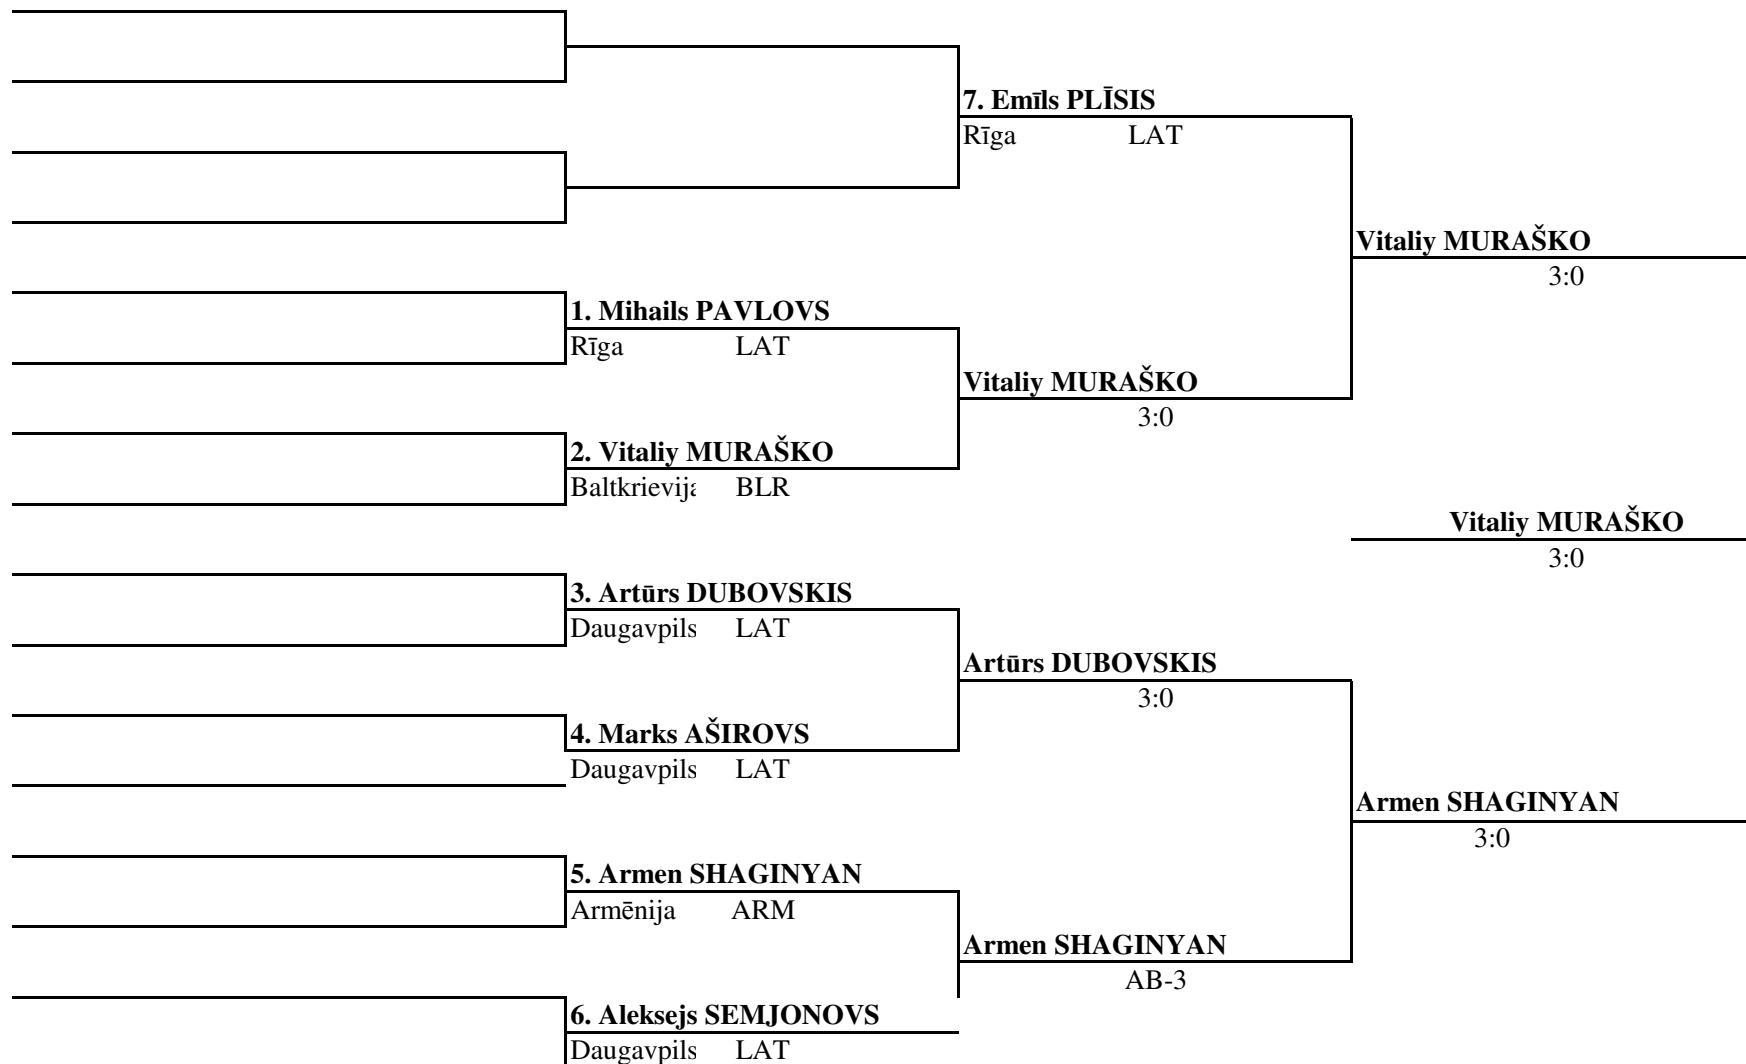 7. Emīls PLĪSIS
Rīga LAT
Vitaliy MURAŠKO
3:0
1. Mihails PAVLOVS
Rīga LAT
Vitaliy MURAŠKO
3:0
2. Vitaliy MURAŠKO
Baltkrievija BLR
Vitaliy MURAŠKO
3:0
3. Artūrs DUBOVSKIS
Daugavpils LAT
Artūrs DUBOVSKIS
3:0
4. Marks AŠIROVS
Daugavpils LAT
Armen SHAGINYAN
3:0
5. Armen SHAGINYAN
Armēnija ARM
Armen SHAGINYAN
AB-3
6. Aleksejs SEMJONOVS
Daugavpils LAT